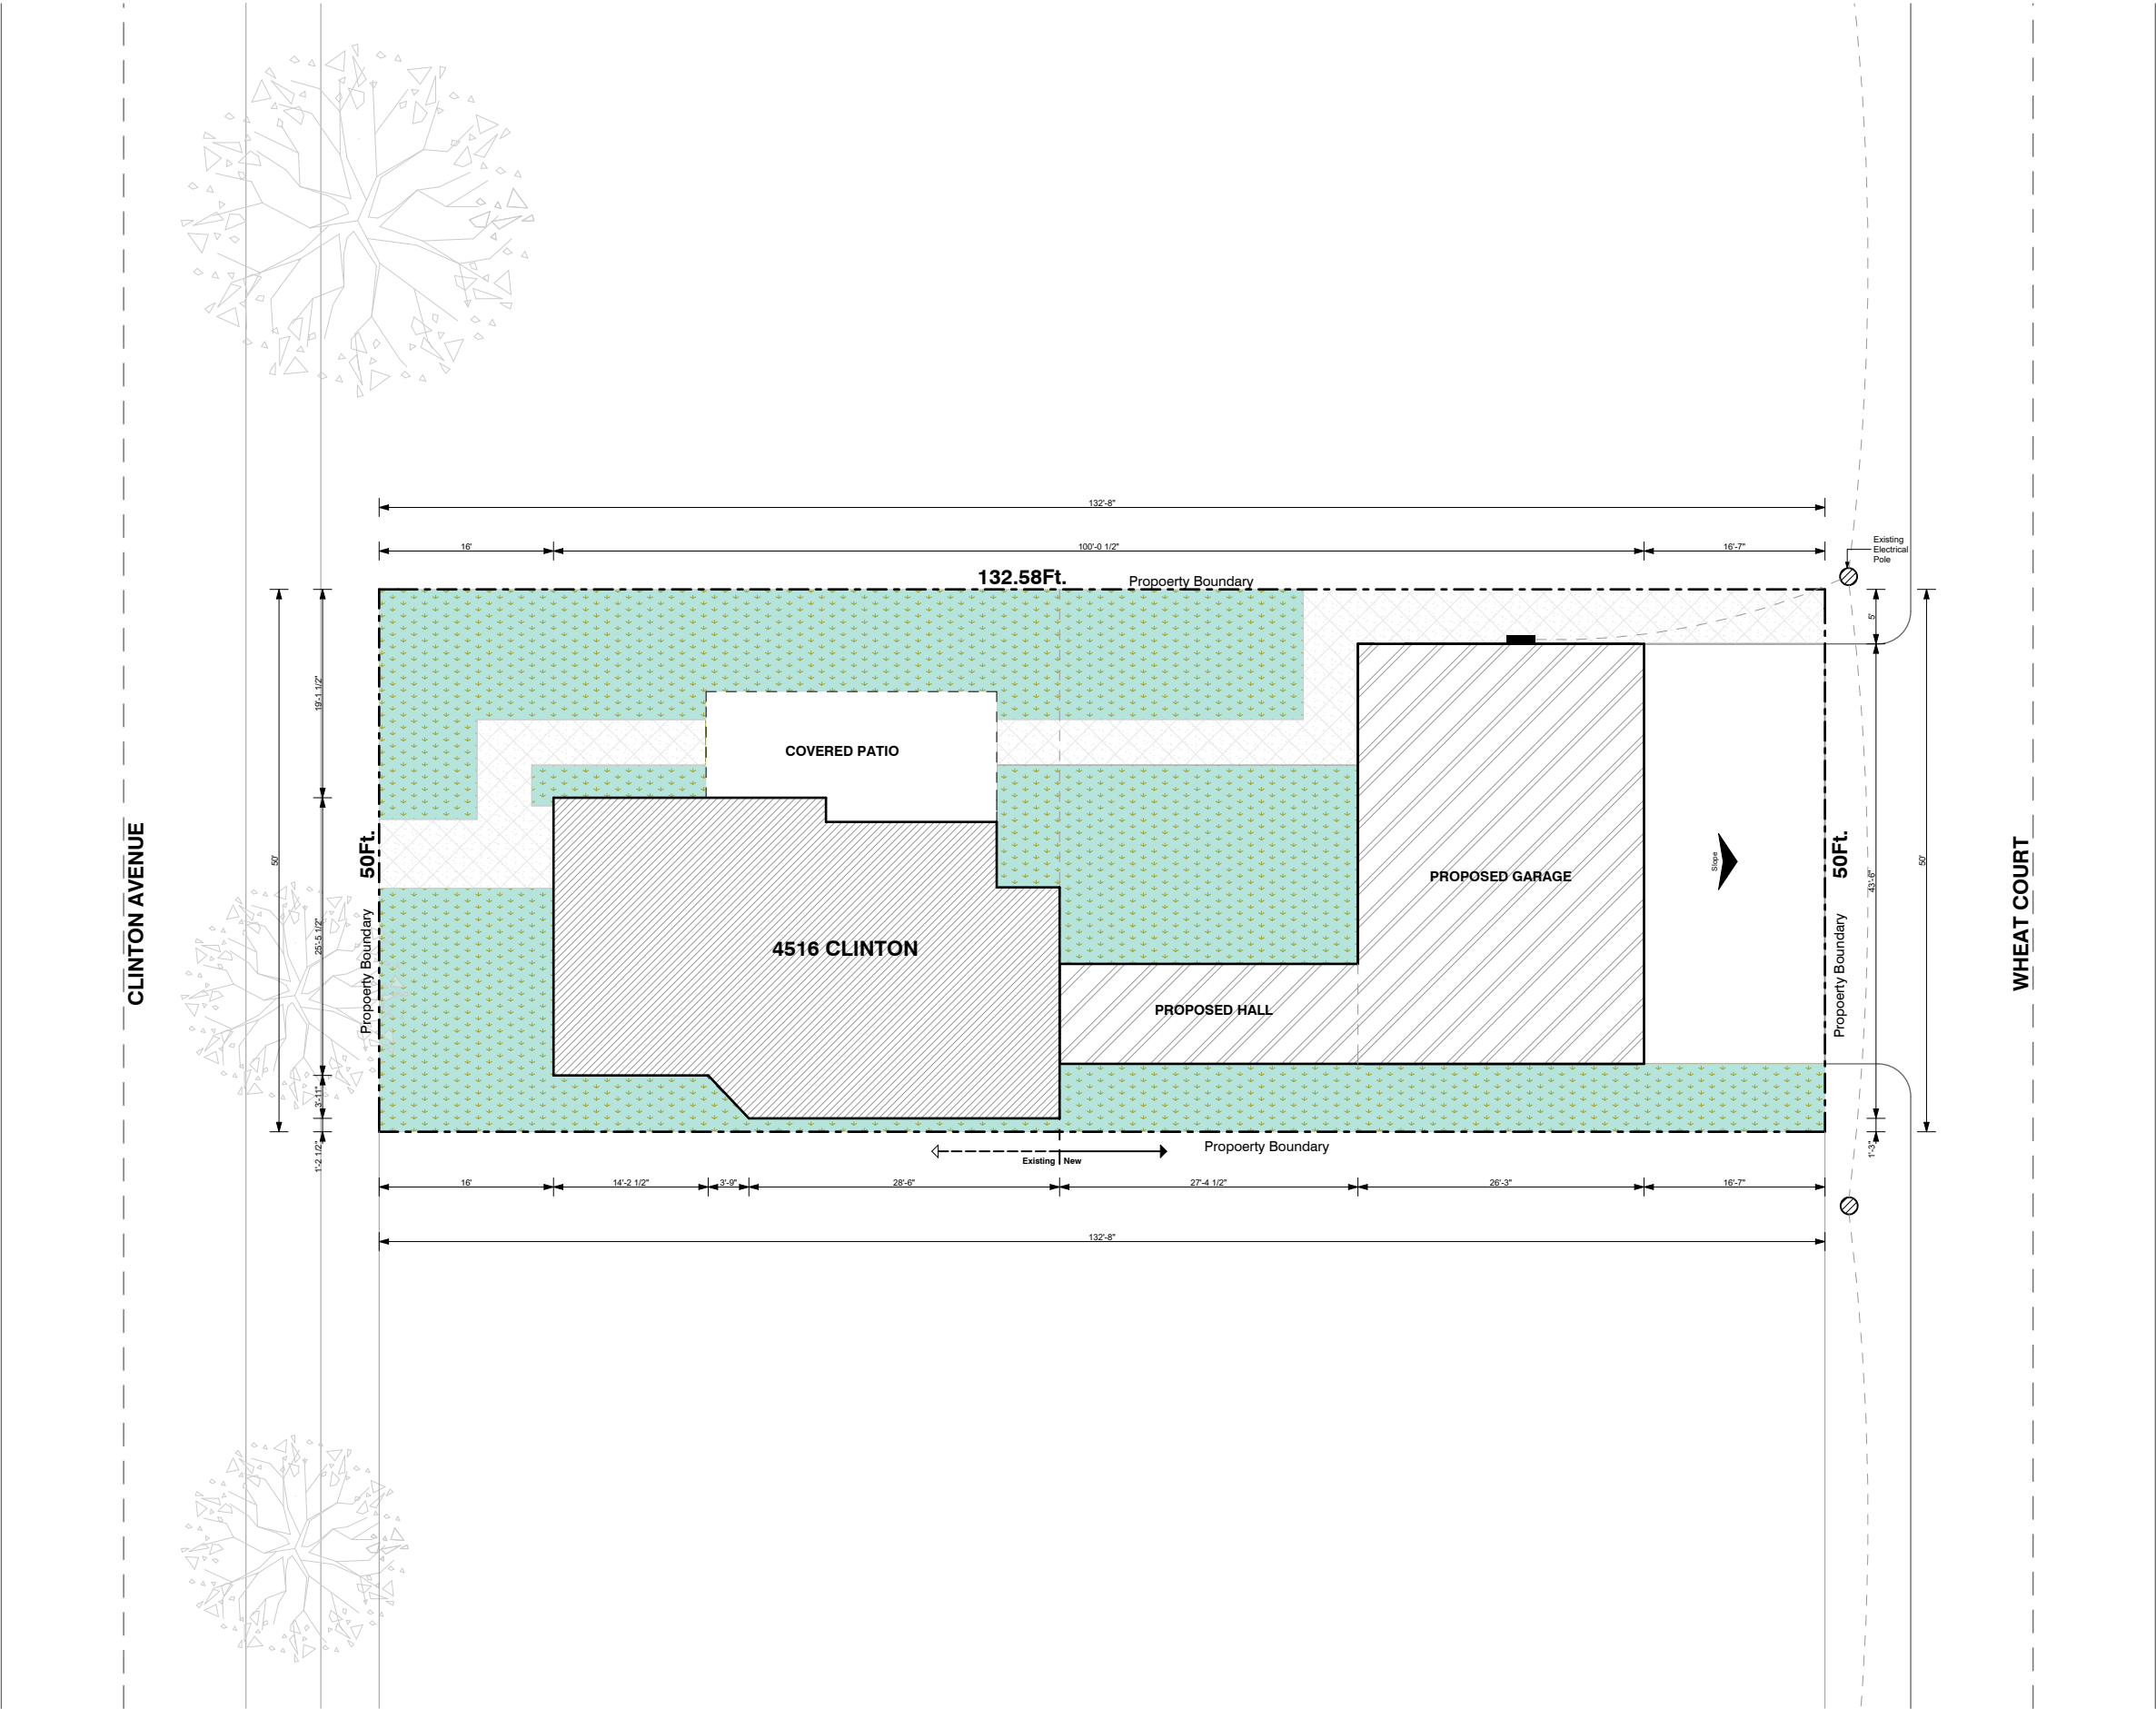 132'-8"
16'
100'-0 1/2"
16'-7"
Existing
Electrical
Pole
132.58Ft.
Propoerty Boundary
5'
19'-1 1/2"
COVERED PATIO
CLINTON AVENUE
50'
50Ft.
Propoerty Boundary
25'-5 1/2"
4516 CLINTON
PROPOSED GARAGE
Slope
50Ft.
Propoerty Boundary
43'-6"
50'
WHEAT COURT
PROPOSED HALL
3'-11"
1'-2 1/2"
1'-3"
Propoerty Boundary
Existing
New
16'
14'-2 1/2"
3'-9"
28'-6"
27'-4 1/2"
26'-3"
16'-7"
132'-8"